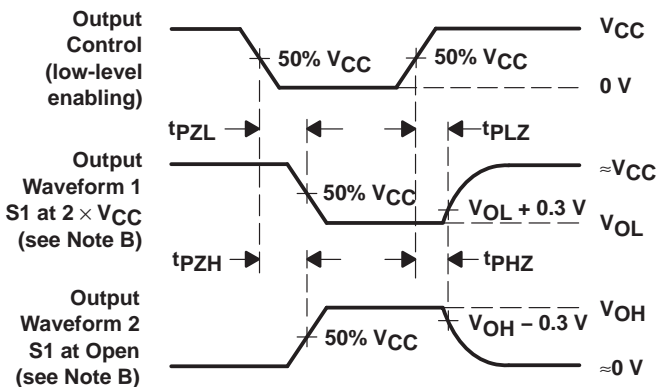 Output
Control
(low-level
enabling)
VCC
50% VCC
50% VCC
0 V
tPZL
tPLZ
Output
Waveform 1
S1 at 2 × VCC
(see Note B)
≈VCC
50% VCC
VOL + 0.3 V
VOL
tPZH
tPHZ
Output
Waveform 2
S1 at Open
(see Note B)
VOH
50% VCC
VOH − 0.3 V
≈0 V